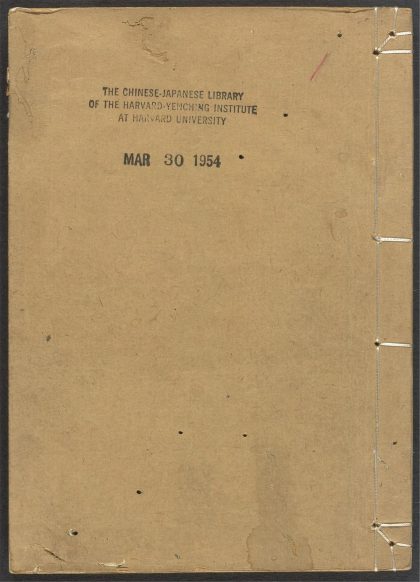 THE CHINESE-JAPANESE LIBRARY
OF THE HARVARD-YENCHING INSTITUTE
AT HARVARD UNIVERSITY
MAR 30 1954